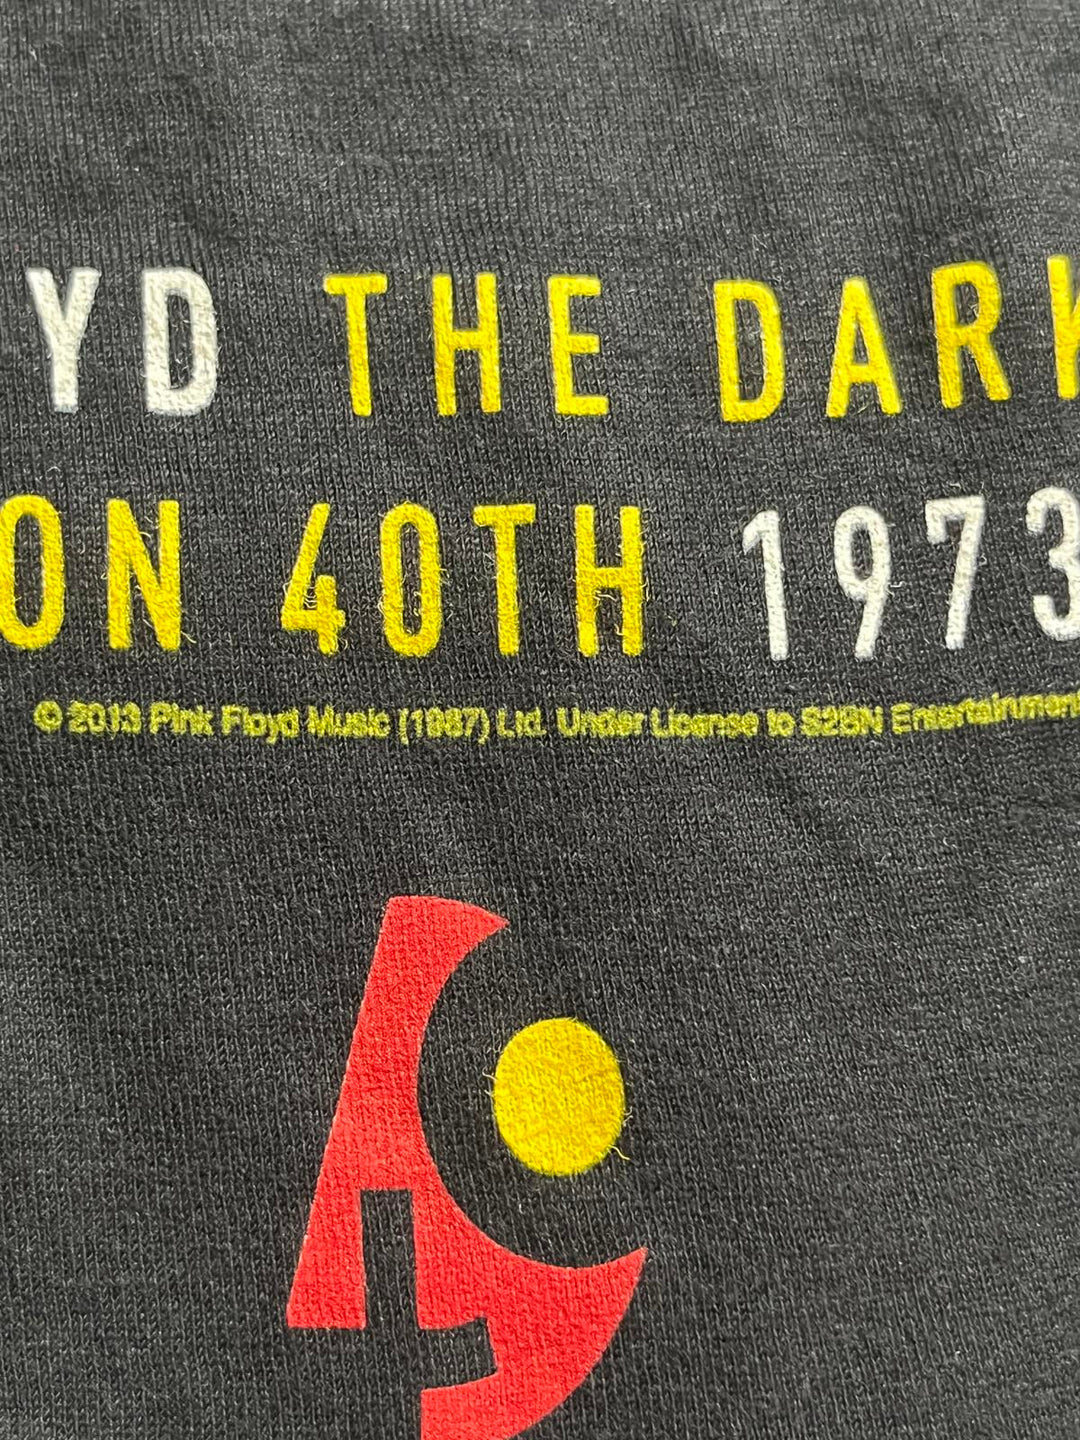 YD THE DARK
ON 40TH 1973
© 2013 Pink Floyd Music (1987) Ltd. Under License to S2BN Entertainment